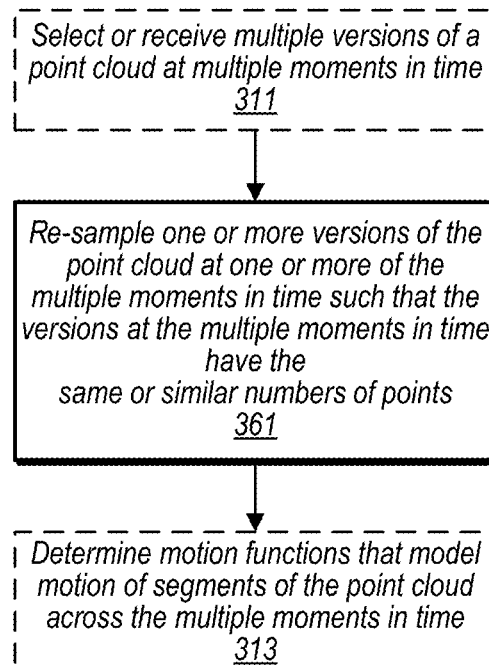 Select or receive multiple versions of a
point cloud at multiple moments in time
311
Re-sample one or more versions of the
point cloud at one or more of the
multiple moments in time such that the
versions at the multiple moments in time
have the
same or similar numbers of points
361
Determine motion functions that model
motion of segments of the point cloud
across the multiple moments in time
313